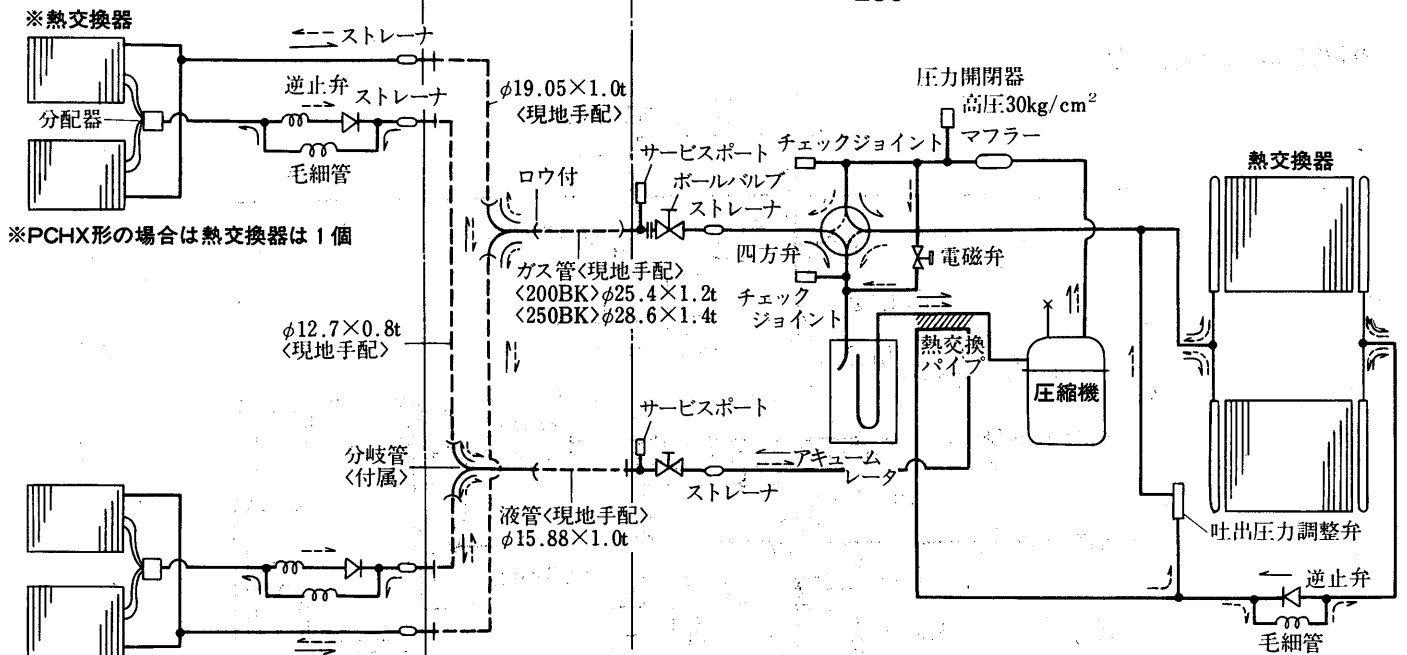 ※熱交換器
ストレーナ
逆止弁
ストレーナ
分配器
毛細管
※PCHX形の場合は熱交換器は1個
φ19.05×1.0t
<現地手配>
ロウ付
サービスポート
ボールバルブ
ストレーナ
ガス管<現地手配>
<200BK>φ25.4×1.2t
<250BK>φ28.6×1.4t
φ12.7×0.8t
<現地手配>
圧力開閉器
高圧30kg/cm²
チェックジョイント
マフラー
四方弁
電磁弁
チェック
ジョイント
熱交換
パイプ
圧縮機
熱交換器
分岐管
<付属>
サービスポート
ストレーナ
アキューム
レータ
液管<現地手配>
φ15.88×1.0t
吐出圧力調整弁
逆止弁
毛細管